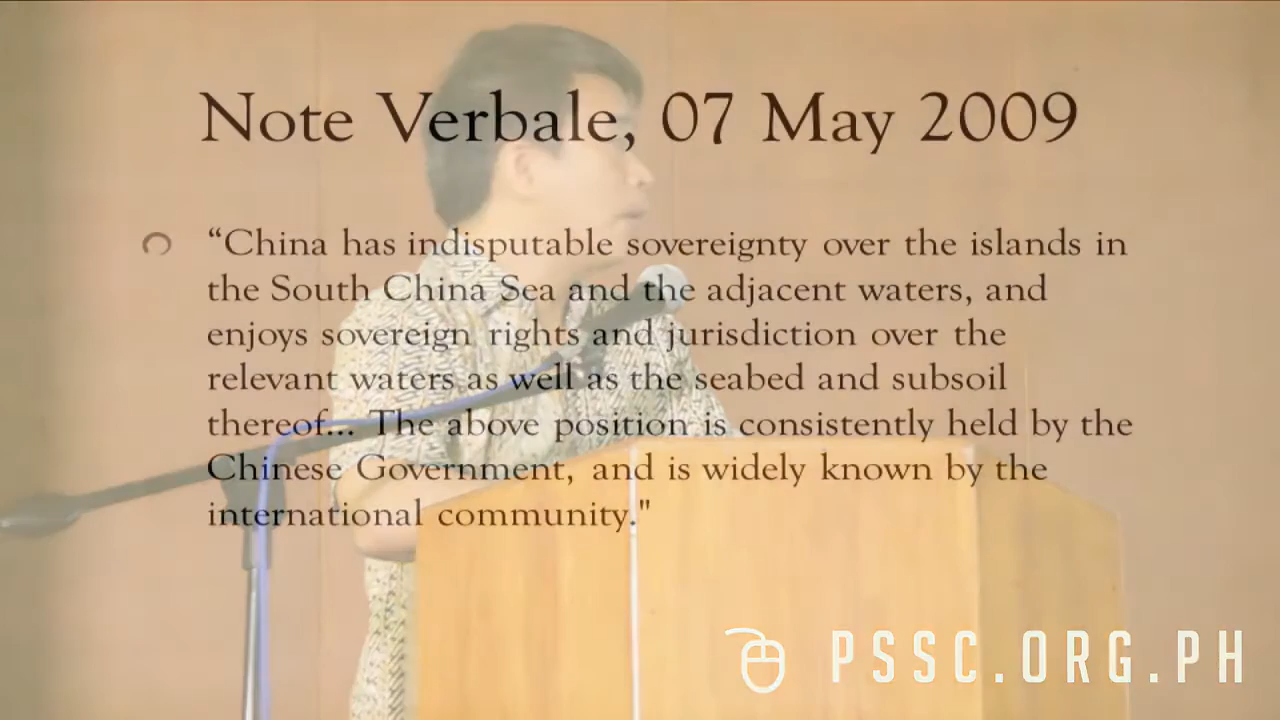 Note Verbale, 07 May 2009
“China has indisputable sovereignty over the islands in
the South China Sea and the adjacent waters, and
enjoys sovereign rights and jurisdiction over the
relevant waters as well as the seabed and subsoil
thereof... The above position is consistently held by the
Chinese Government, and is widely known by the
international community."
PSSC.ORG.PH